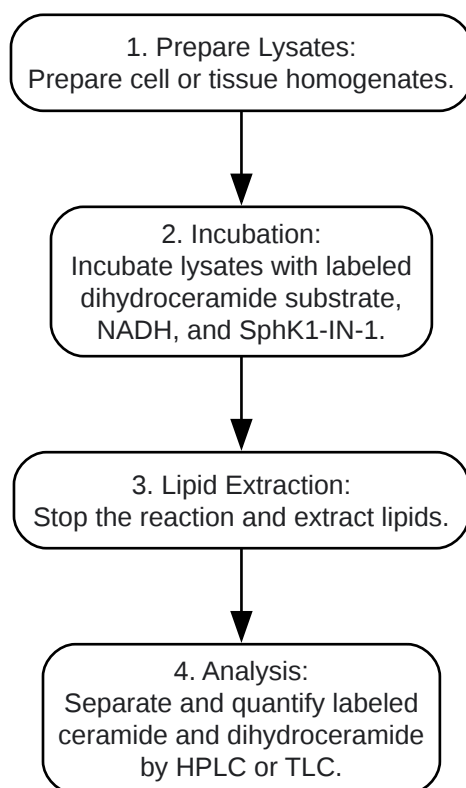 1. Prepare Lysates:
Prepare cell or tissue homogenates.
2. Incubation:
Incubate lysates with labeled
dihydroceramide substrate,
NADH, and SphK1-IN-1.
3. Lipid Extraction:
Stop the reaction and extract lipids.
4. Analysis:
Separate and quantify labeled
ceramide and dihydroceramide
by HPLC or TLC.